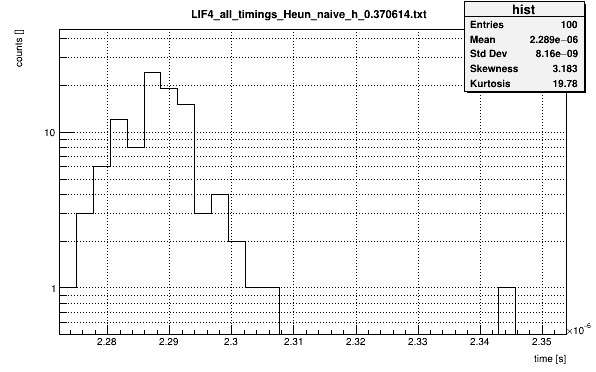 LIF4_all_timings_Heun_naive_h_0.370614.txt
hist
Entries 100
Mean 2.289e−06
Std Dev 8.16e−09
Skewness 3.183
Kurtosis 19.78
counts []
10
1
2.28 2.29 2.3 2.31 2.32 2.33 2.34 2.35
×10−6
time [s]